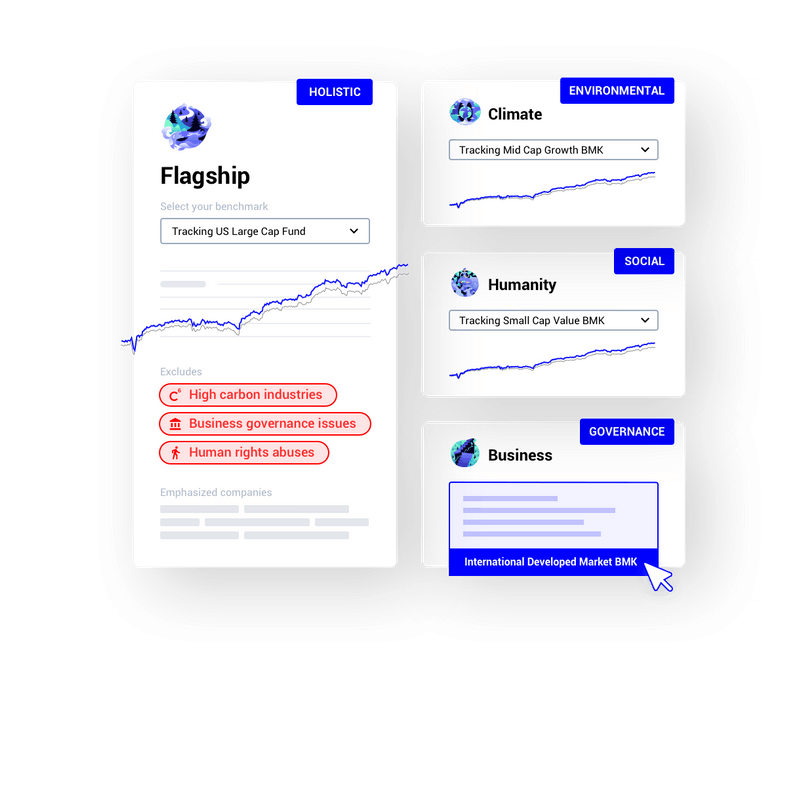 HOLISTIC
Flagship
Select your benchmark
Tracking US Large Cap Fund
Excludes
High carbon industries
Business governance issues
Human rights abuses
Emphasized companies
ENVIRONMENTAL
Climate
Tracking Mid Cap Growth BMK
SOCIAL
Humanity
Tracking Small Cap Value BMK
GOVERNANCE
Business
International Developed Market BMK